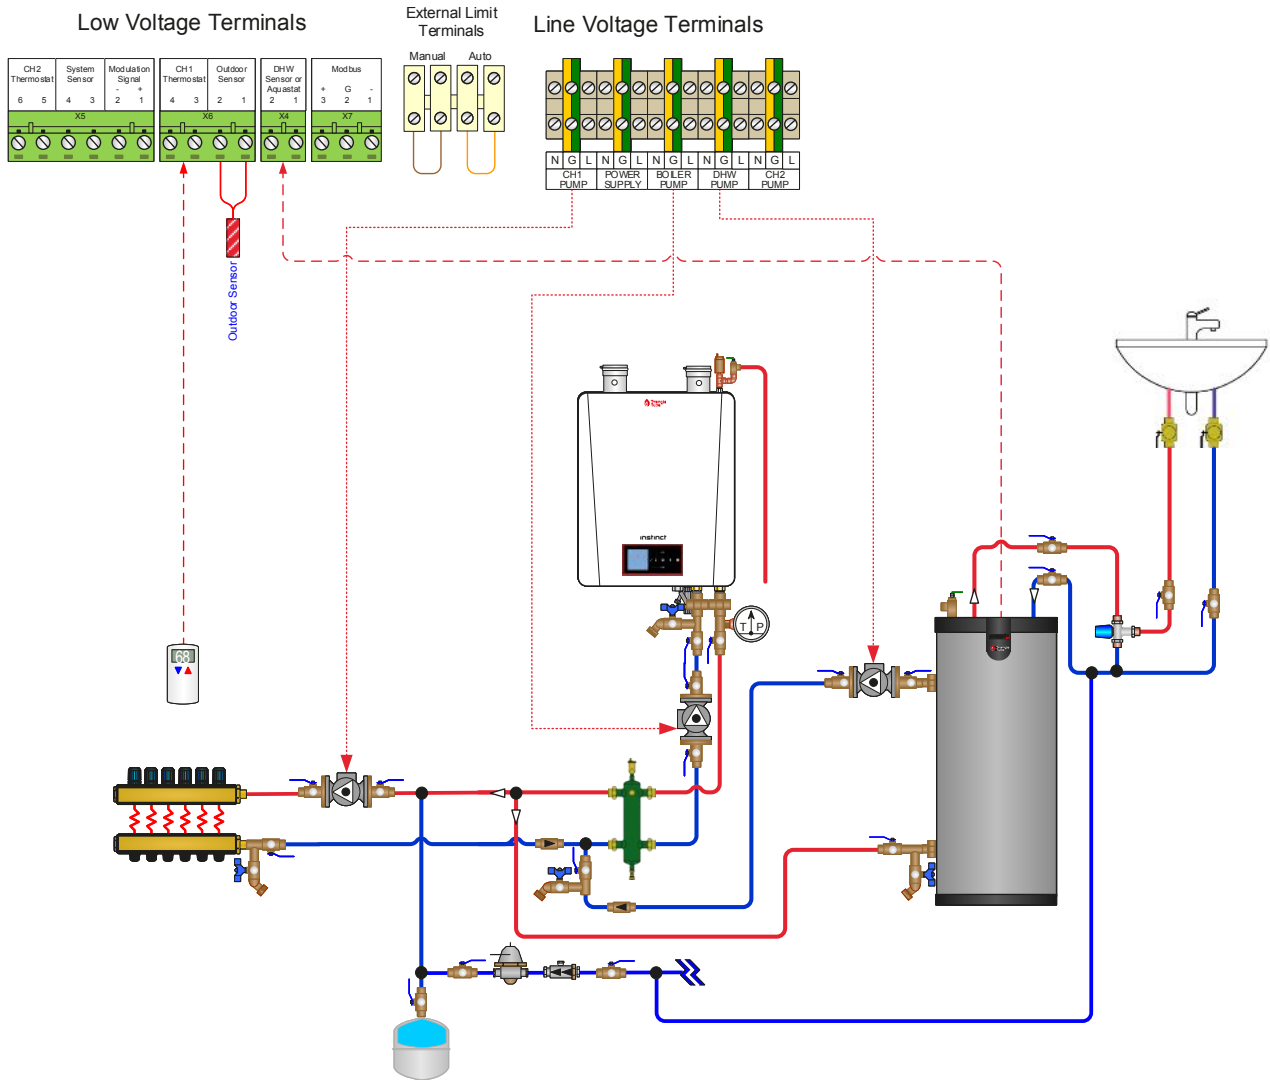 Low Voltage Terminals
External Limit
Terminals
Line Voltage Terminals
Manual
Auto
CH2
Thermostat
System
Sensor
Modulation
Signal
- +
6 5
4 3
2 1
X5
CH1
Thermostat
Outdoor
Sensor
4 3
2 1
X6
DHW
Sensor or
Aquastat
2 1
X4
Modbus
+ G -
3 2 1
X7
N G L N G L N G L N G L N G L
CH1
PUMP
POWER
SUPPLY
BOILER
PUMP
DHW
PUMP
CH2
PUMP
Outdoor Sensor
instinct
T P
68